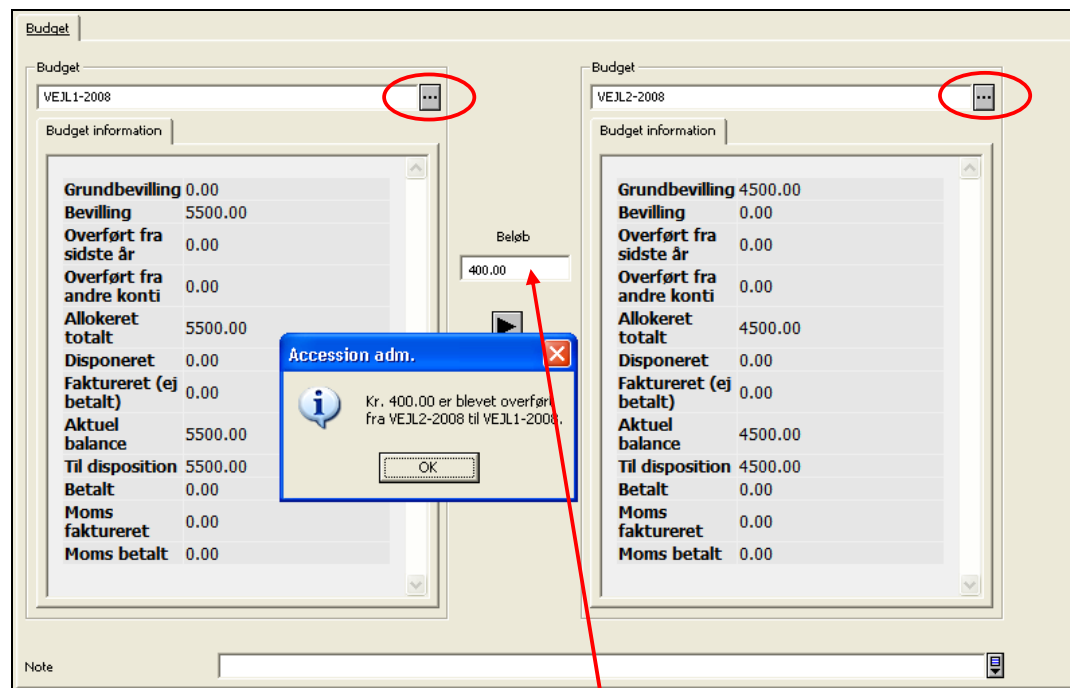 Budget
Budget
VEJL1-2008
...
Budget information
Grundbevilling 0.00
Bevilling 5500.00
Overført fra
sidste år 0.00
Overført fra
andre konti 0.00
Allokeret
totalt 5500.00
Disponeret 0.00
Faktureret (ej
betalt) 0.00
Aktuel
balance 5500.00
Til disposition 5500.00
Betalt 0.00
Moms
faktureret 0.00
Moms betalt 0.00
Beløb
400.00
Accession adm.
Kr. 400.00 er blevet overført
fra VEJL2-2008 til VEJL1-2008.
OK
Budget
VEJL2-2008
...
Budget information
Grundbevilling 4500.00
Bevilling 0.00
Overført fra
sidste år 0.00
Overført fra
andre konti 0.00
Allokeret
totalt 4500.00
Disponeret 0.00
Faktureret (ej
betalt) 0.00
Aktuel
balance 4500.00
Til disposition 4500.00
Betalt 0.00
Moms
faktureret 0.00
Moms betalt 0.00
Note